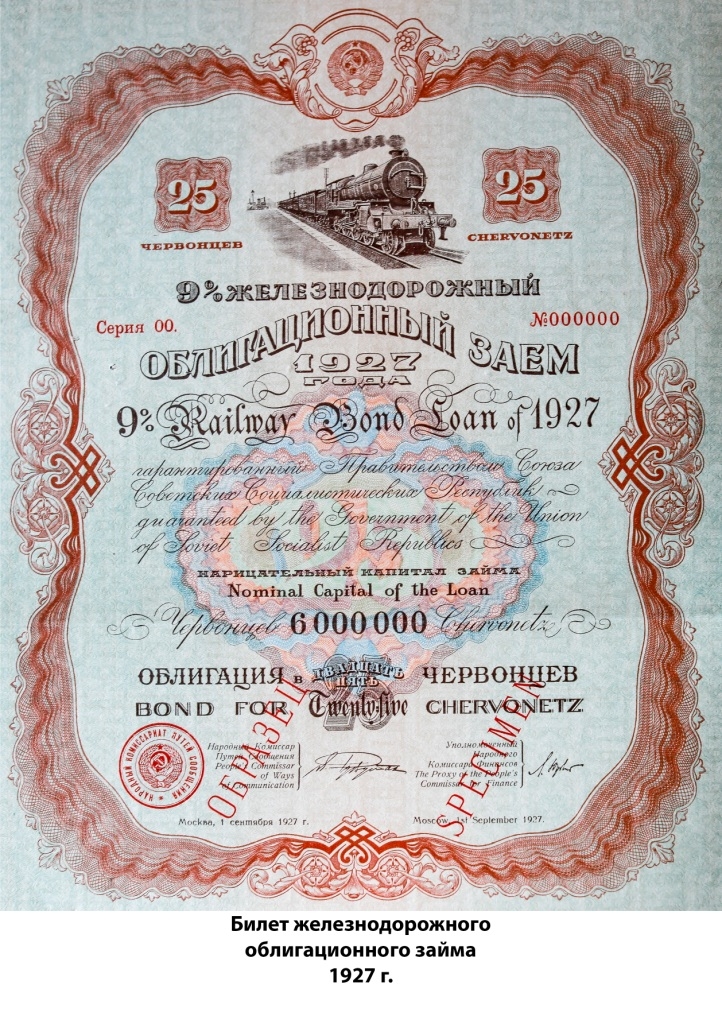 25
25
ЧЕРВОНЦЕВ
CHERVONETZ
9% ЖЕЛЕЗНОДОРОЖНЫЙ
Серия 00.
№000000
ОБЛИГАЦИОННЫЙ ЗАЕМ
1927
ГОДА
9% Railway Bond Loan of 1927
гарантированный Правительством Союза
Советских Социалистических Республик
guaranteed by the Government of the Union
of Soviet Socialist Republics
НАРИЦАТЕЛЬНЫЙ КАПИТАЛ ЗАЙМА
Nominal Capital of the Loan
Червонцев 6000000 Chervonetz
ОБЛИГАЦИЯ в ДВАДЦАТЬ ПЯТЬ ЧЕРВОНЦЕВ
BOND FOR Twenty-five CHERVONETZ
25
ОБРАЗЕЦ
SPECIMEN
НАРОДНЫЙ КОМИССАРИАТ ПУТЕЙ СООБЩЕНИЯ
Народный Комиссар
Путей Сообщения
People's Commissar
of Ways
of Communication
Уполномоченный
Народного
Комиссара Финансов
The Proxy of the People's
Commissar for Finance
Москва, 1 сентября 1927 г.
Moscow, 1st September 1927.
Билет железнодорожного
облигационного займа
1927 г.